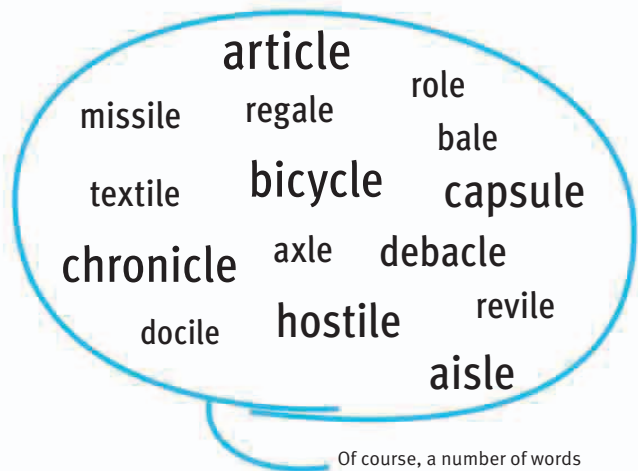 article
role
missile
regale
bale
textile
bicycle
capsule
chronicle
axle
debacle
docile
hostile
revile
aisle
Of course, a number of words